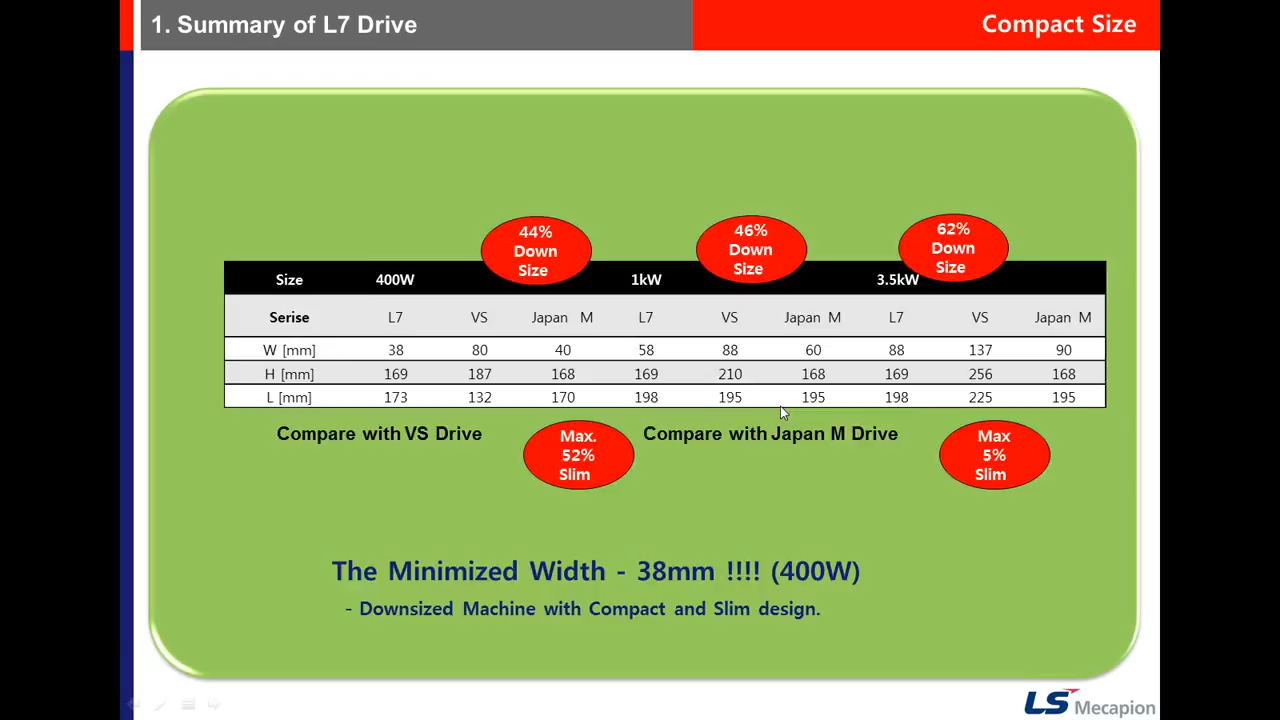 1. Summary of L7 Drive
Compact Size
44%
Down
Size
46%
Down
Size
62%
Down
Size
Size 400W 1kW 3.5kW
Serise L7 VS Japan M L7 VS Japan M L7 VS Japan M
W [mm] 38 80 40 58 88 60 88 137 90
H [mm] 169 187 168 169 210 168 169 256 168
L [mm] 173 132 170 198 195 195 198 225 195
Compare with VS Drive
Max.
52%
Slim
Compare with Japan M Drive
Max
5%
Slim
The Minimized Width - 38mm !!!! (400W)
- Downsized Machine with Compact and Slim design.
LS Mecapion